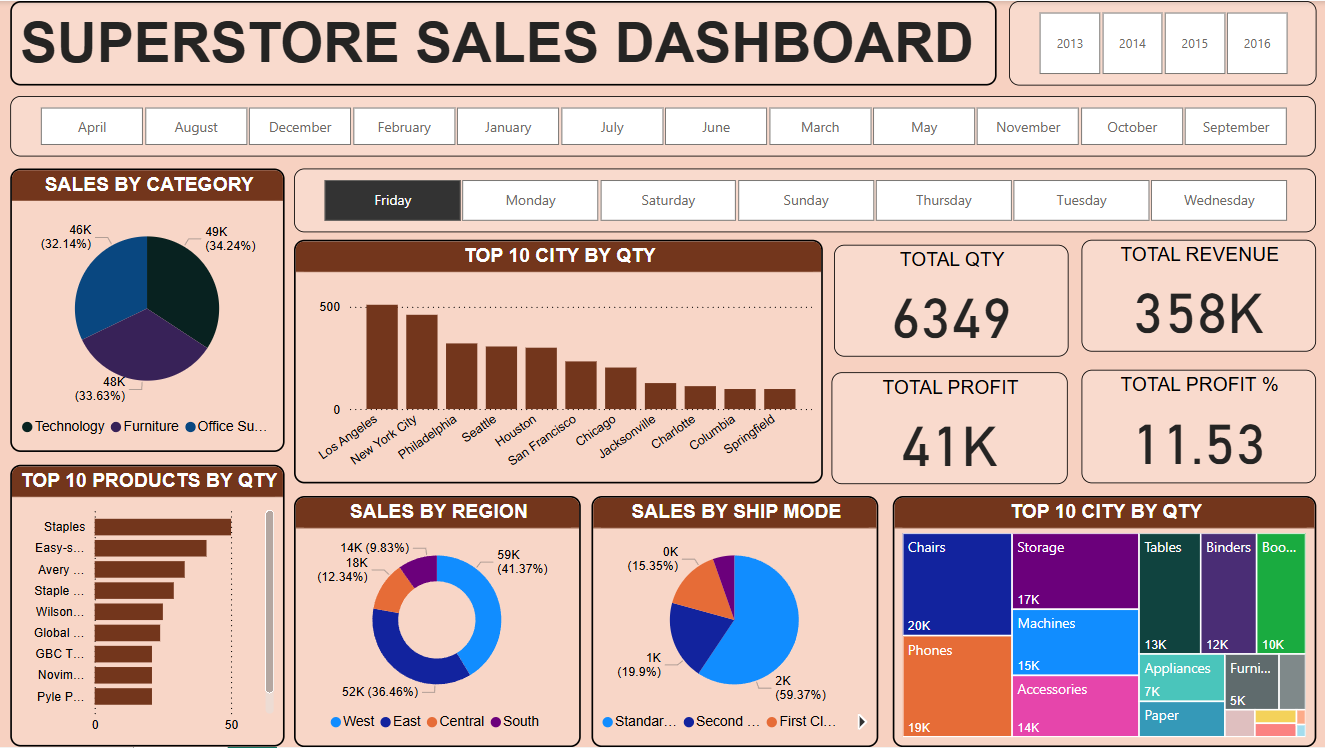 SUPERSTORE SALES DASHBOARD
2013
2014
2015
2016
April
August
December
February
January
July
June
March
May
November
October
September
SALES BY CATEGORY
46K
(32.14%)
49K
(34.24%)
48K
(33.63%)
Technology
Furniture
Office Su...
Friday
Monday
Saturday
Sunday
Thursday
Tuesday
Wednesday
TOP 10 CITY BY QTY
500
0
Los Angeles
New York City
Philadelphia
Seattle
Houston
San Francisco
Chicago
Jacksonville
Charlotte
Columbia
Springfield
TOTAL QTY
6349
TOTAL REVENUE
358K
TOTAL PROFIT
41K
TOTAL PROFIT %
11.53
TOP 10 PRODUCTS BY QTY
Staples
Easy-s...
Avery ...
Staple ...
Wilson...
Global ...
GBC T...
Novim...
Pyle P...
0
50
SALES BY REGION
14K (9.83%)
18K
(12.34%)
59K
(41.37%)
52K (36.46%)
West
East
Central
South
SALES BY SHIP MODE
0K
(15.35%)
1K
(19.9%)
2K
(59.37%)
Standar...
Second ...
First Cl...
TOP 10 CITY BY QTY
Chairs
20K
Phones
19K
Storage
17K
Machines
15K
Accessories
14K
Tables
13K
Binders
12K
Boo...
10K
Appliances
7K
Furni...
5K
Paper